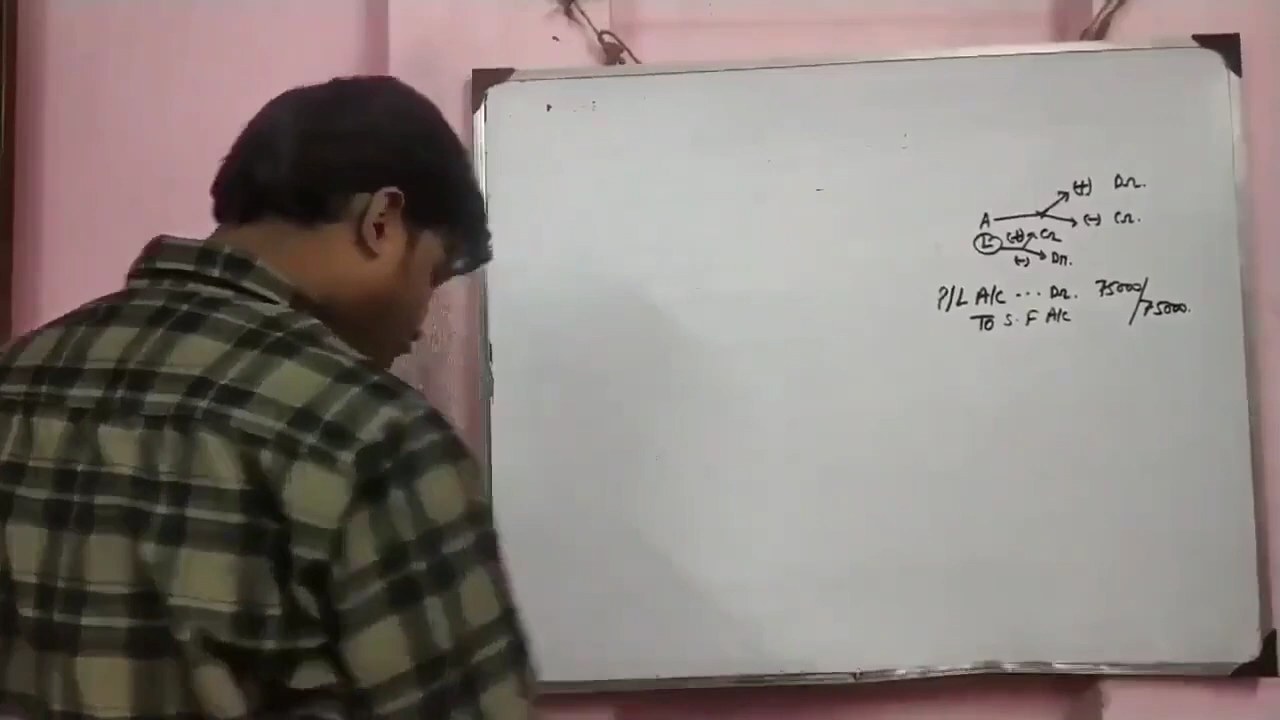 (+) Dr.
A (-) Cr.
L (+) Cr
(-) Dr.
P/L A/c ... Dr. 75000/
To S.F A/c 75000.